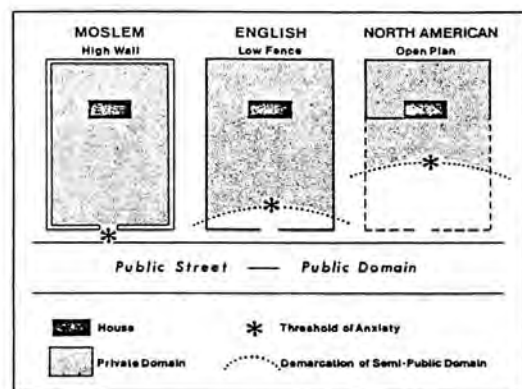 MOSLEM
High Wall
ENGLISH
Low Fence
NORTH AMERICAN
Open Plan
Public Street — Public Domain
House
Threshold of Anxiety
Private Domain
Demarcation of Semi-Public Domain